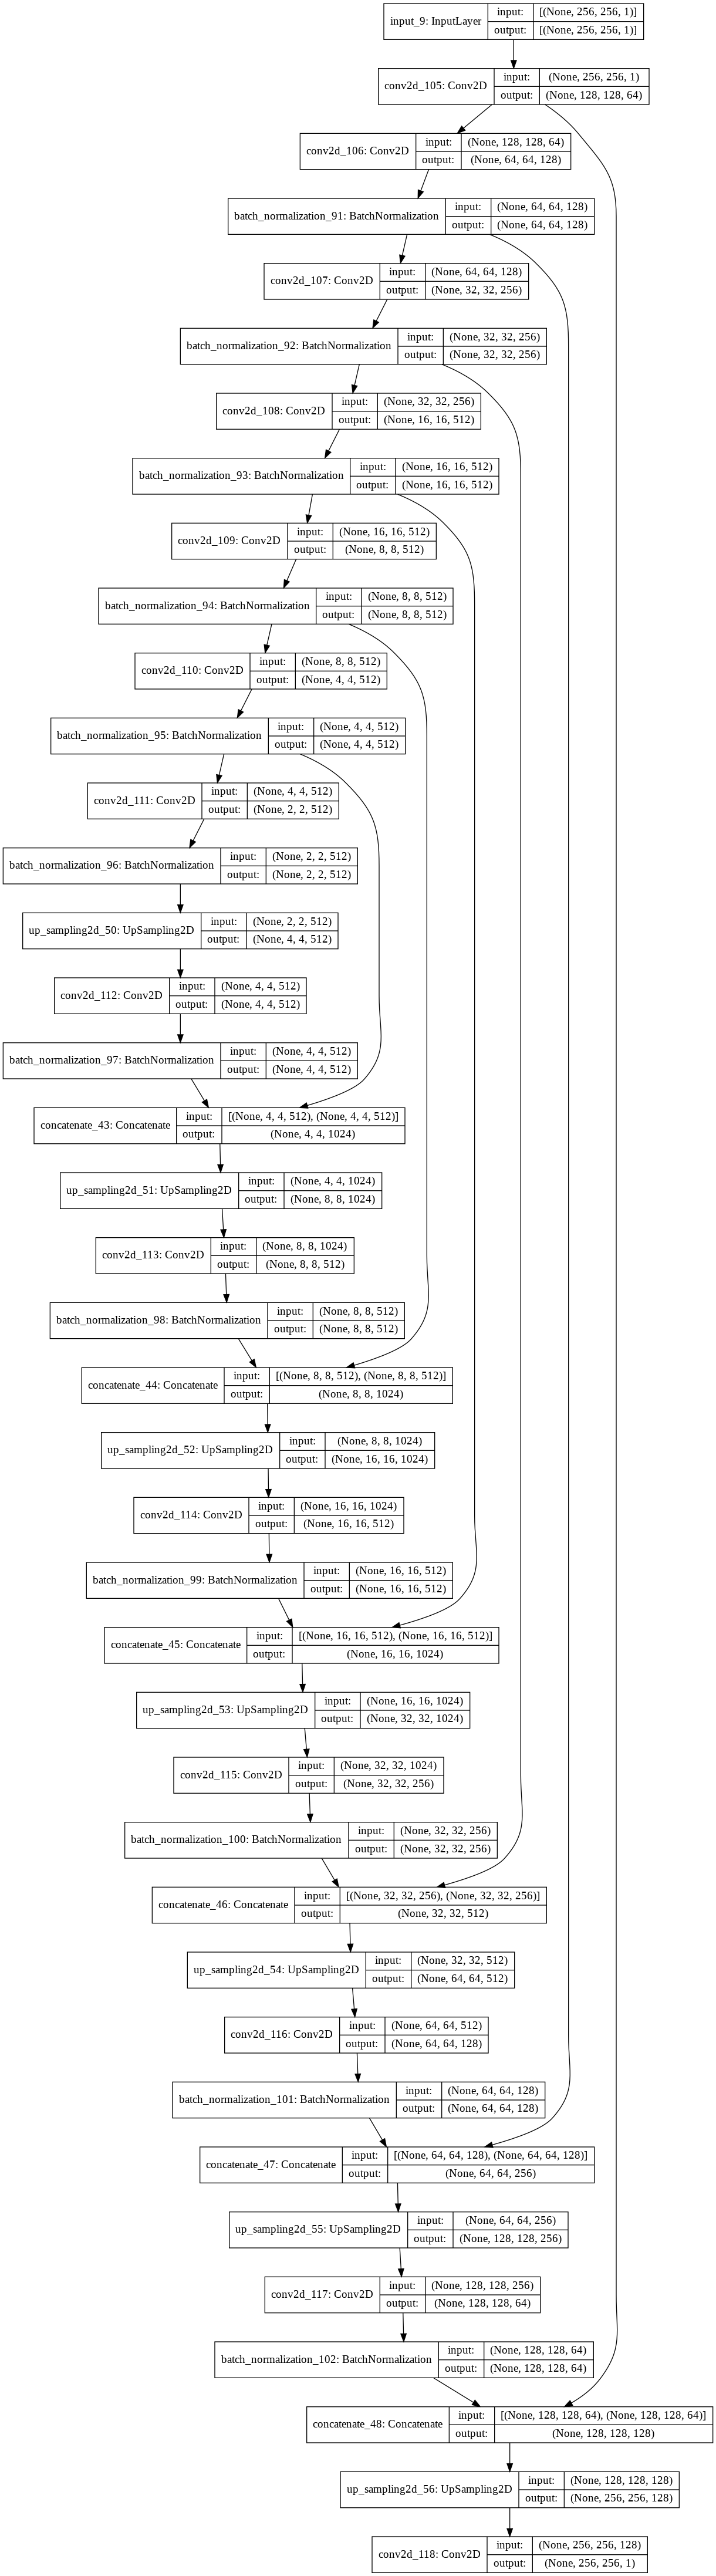 input_9: InputLayer
input: [(None, 256, 256, 1)]
output: [(None, 256, 256, 1)]
conv2d_105: Conv2D
input: (None, 256, 256, 1)
output: (None, 128, 128, 64)
conv2d_106: Conv2D
input: (None, 128, 128, 64)
output: (None, 64, 64, 128)
batch_normalization_91: BatchNormalization
input: (None, 64, 64, 128)
output: (None, 64, 64, 128)
conv2d_107: Conv2D
input: (None, 64, 64, 128)
output: (None, 32, 32, 256)
batch_normalization_92: BatchNormalization
input: (None, 32, 32, 256)
output: (None, 32, 32, 256)
conv2d_108: Conv2D
input: (None, 32, 32, 256)
output: (None, 16, 16, 512)
batch_normalization_93: BatchNormalization
input: (None, 16, 16, 512)
output: (None, 16, 16, 512)
conv2d_109: Conv2D
input: (None, 16, 16, 512)
output: (None, 8, 8, 512)
batch_normalization_94: BatchNormalization
input: (None, 8, 8, 512)
output: (None, 8, 8, 512)
conv2d_110: Conv2D
input: (None, 8, 8, 512)
output: (None, 4, 4, 512)
batch_normalization_95: BatchNormalization
input: (None, 4, 4, 512)
output: (None, 4, 4, 512)
conv2d_111: Conv2D
input: (None, 4, 4, 512)
output: (None, 2, 2, 512)
batch_normalization_96: BatchNormalization
input: (None, 2, 2, 512)
output: (None, 2, 2, 512)
up_sampling2d_50: UpSampling2D
input: (None, 2, 2, 512)
output: (None, 4, 4, 512)
conv2d_112: Conv2D
input: (None, 4, 4, 512)
output: (None, 4, 4, 512)
batch_normalization_97: BatchNormalization
input: (None, 4, 4, 512)
output: (None, 4, 4, 512)
concatenate_43: Concatenate
input: [(None, 4, 4, 512), (None, 4, 4, 512)]
output: (None, 4, 4, 1024)
up_sampling2d_51: UpSampling2D
input: (None, 4, 4, 1024)
output: (None, 8, 8, 1024)
conv2d_113: Conv2D
input: (None, 8, 8, 1024)
output: (None, 8, 8, 512)
batch_normalization_98: BatchNormalization
input: (None, 8, 8, 512)
output: (None, 8, 8, 512)
concatenate_44: Concatenate
input: [(None, 8, 8, 512), (None, 8, 8, 512)]
output: (None, 8, 8, 1024)
up_sampling2d_52: UpSampling2D
input: (None, 8, 8, 1024)
output: (None, 16, 16, 1024)
conv2d_114: Conv2D
input: (None, 16, 16, 1024)
output: (None, 16, 16, 512)
batch_normalization_99: BatchNormalization
input: (None, 16, 16, 512)
output: (None, 16, 16, 512)
concatenate_45: Concatenate
input: [(None, 16, 16, 512), (None, 16, 16, 512)]
output: (None, 16, 16, 1024)
up_sampling2d_53: UpSampling2D
input: (None, 16, 16, 1024)
output: (None, 32, 32, 1024)
conv2d_115: Conv2D
input: (None, 32, 32, 1024)
output: (None, 32, 32, 256)
batch_normalization_100: BatchNormalization
input: (None, 32, 32, 256)
output: (None, 32, 32, 256)
concatenate_46: Concatenate
input: [(None, 32, 32, 256), (None, 32, 32, 256)]
output: (None, 32, 32, 512)
up_sampling2d_54: UpSampling2D
input: (None, 32, 32, 512)
output: (None, 64, 64, 512)
conv2d_116: Conv2D
input: (None, 64, 64, 512)
output: (None, 64, 64, 128)
batch_normalization_101: BatchNormalization
input: (None, 64, 64, 128)
output: (None, 64, 64, 128)
concatenate_47: Concatenate
input: [(None, 64, 64, 128), (None, 64, 64, 128)]
output: (None, 64, 64, 256)
up_sampling2d_55: UpSampling2D
input: (None, 64, 64, 256)
output: (None, 128, 128, 256)
conv2d_117: Conv2D
input: (None, 128, 128, 256)
output: (None, 128, 128, 64)
batch_normalization_102: BatchNormalization
input: (None, 128, 128, 64)
output: (None, 128, 128, 64)
concatenate_48: Concatenate
input: [(None, 128, 128, 64), (None, 128, 128, 64)]
output: (None, 128, 128, 128)
up_sampling2d_56: UpSampling2D
input: (None, 128, 128, 128)
output: (None, 256, 256, 128)
conv2d_118: Conv2D
input: (None, 256, 256, 128)
output: (None, 256, 256, 1)